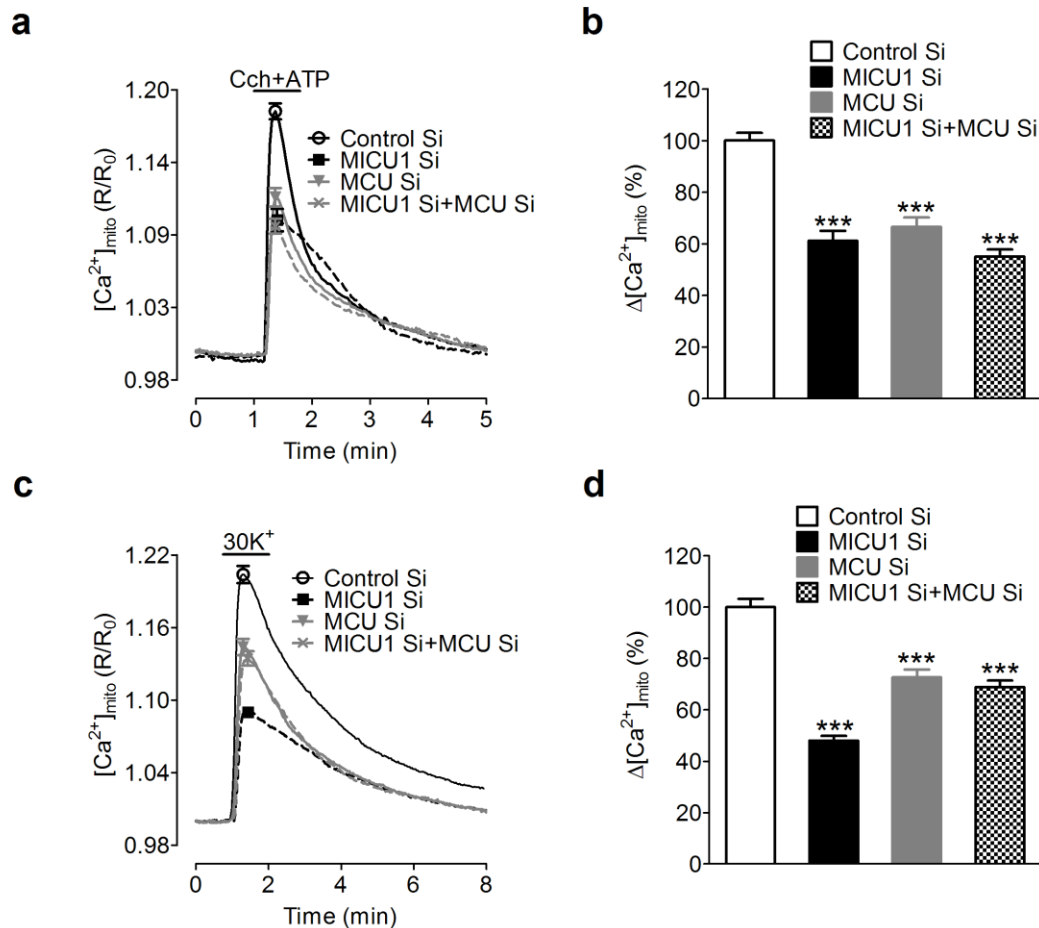 a
Cch+ATP
Control Si
MICU1 Si
MCU Si
MICU1 Si+MCU Si
[Ca²⁺]mito (R/R₀)
1.20
1.14
1.09
1.03
0.98
0 1 2 3 4 5
Time (min)
b
Control Si
MICU1 Si
MCU Si
MICU1 Si+MCU Si
Δ[Ca²⁺]mito (%)
120
100
80
60
40
20
0
***
***
***
c
30K⁺
Control Si
MICU1 Si
MCU Si
MICU1 Si+MCU Si
[Ca²⁺]mito (R/R₀)
1.22
1.16
1.10
1.04
0.98
0 2 4 6 8
Time (min)
d
Control Si
MICU1 Si
MCU Si
MICU1 Si+MCU Si
Δ[Ca²⁺]mito (%)
120
100
80
60
40
20
0
***
***
***